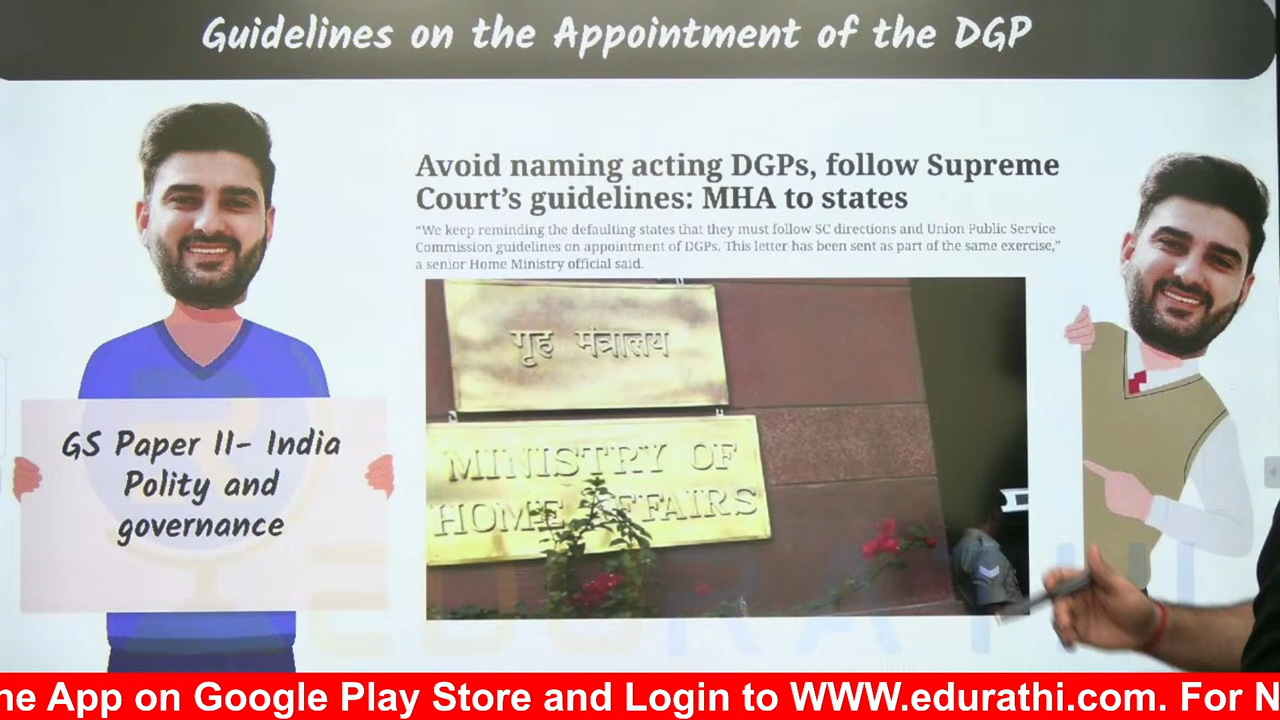 Guidelines on the Appointment of the DGP
Avoid naming acting DGPs, follow Supreme
Court's guidelines: MHA to states
"We keep reminding the defaulting states that they must follow SC directions and Union Public Service
Commission guidelines on appointment of DGPs. This letter has been sent as part of the same exercise,"
a senior Home Ministry official said.
गृह मंत्रालय
MINISTRY OF
HOME AFFAIRS
GS Paper II- India
Polity and
governance
EDURATHI
he App on Google Play Store and Login to WWW.edurathi.com. For N